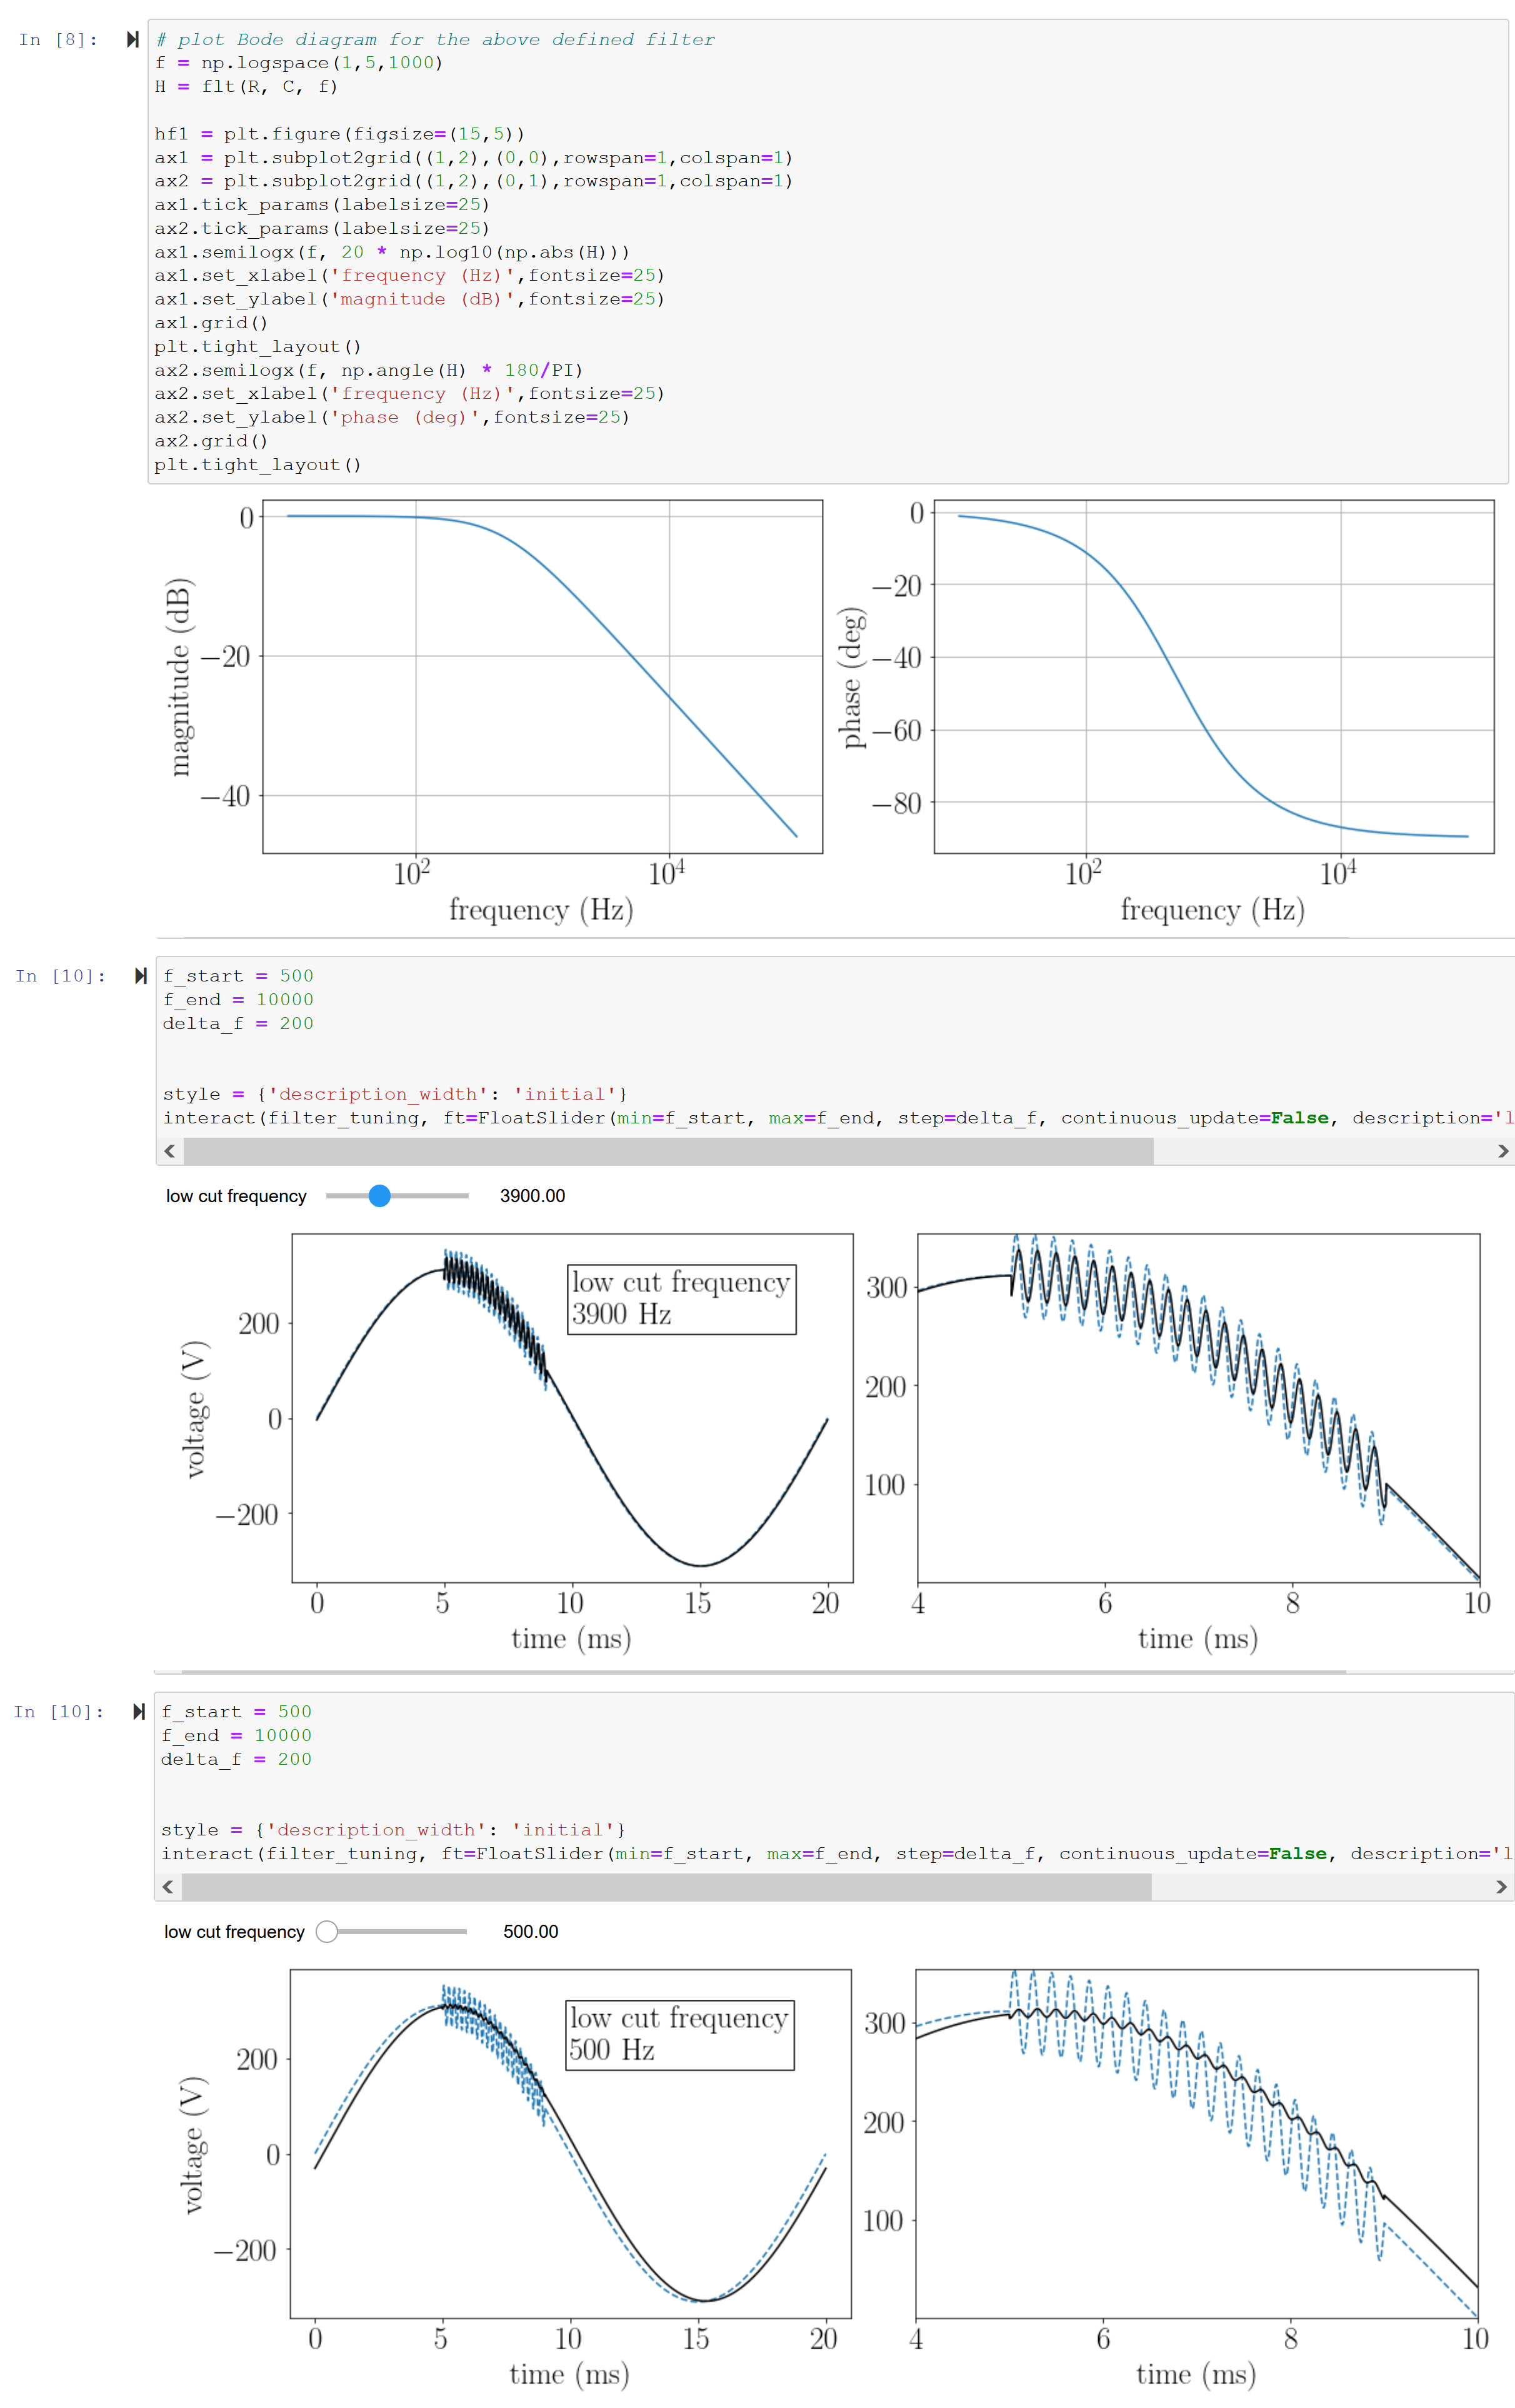 In [8]:
# plot Bode diagram for the above defined filter
f = np.logspace(1,5,1000)
H = flt(R, C, f)
hf1 = plt.figure(figsize=(15,5))
ax1 = plt.subplot2grid((1,2),(0,0),rowspan=1,colspan=1)
ax2 = plt.subplot2grid((1,2),(0,1),rowspan=1,colspan=1)
ax1.tick_params(labelsize=25)
ax2.tick_params(labelsize=25)
ax1.semilogx(f, 20 * np.log10(np.abs(H)))
ax1.set_xlabel('frequency (Hz)',fontsize=25)
ax1.set_ylabel('magnitude (dB)',fontsize=25)
ax1.grid()
plt.tight_layout()
ax2.semilogx(f, np.angle(H) * 180/PI)
ax2.set_xlabel('frequency (Hz)',fontsize=25)
ax2.set_ylabel('phase (deg)',fontsize=25)
ax2.grid()
plt.tight_layout()
magnitude (dB)
0
−20
−40
10²
10⁴
frequency (Hz)
phase (deg)
0
−20
−40
−60
−80
10²
10⁴
frequency (Hz)
In [10]:
f_start = 500
f_end = 10000
delta_f = 200
style = {'description_width': 'initial'}
interact(filter_tuning, ft=FloatSlider(min=f_start, max=f_end, step=delta_f, continuous_update=False, description='l
low cut frequency
3900.00
voltage (V)
200
0
−200
low cut frequency
3900 Hz
0
5
10
15
20
time (ms)
300
200
100
4
6
8
10
time (ms)
In [10]:
f_start = 500
f_end = 10000
delta_f = 200
style = {'description_width': 'initial'}
interact(filter_tuning, ft=FloatSlider(min=f_start, max=f_end, step=delta_f, continuous_update=False, description='l
low cut frequency
500.00
voltage (V)
200
0
−200
low cut frequency
500 Hz
0
5
10
15
20
time (ms)
300
200
100
4
6
8
10
time (ms)